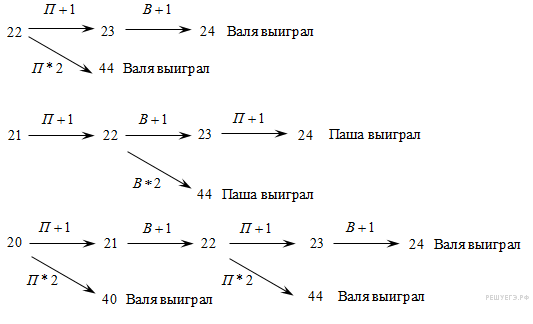 П + 1 В + 1
22 23 24 Валя выиграл
П * 2 44 Валя выиграл
П + 1 В + 1 П + 1
21 22 23 24 Паша выиграл
В * 2
44 Паша выиграл
П + 1 В + 1 П + 1 В + 1
20 21 22 23 24 Валя выиграл
П * 2 П * 2
40 Валя выиграл 44 Валя выиграл
РЕШУЕГЭ.РФ